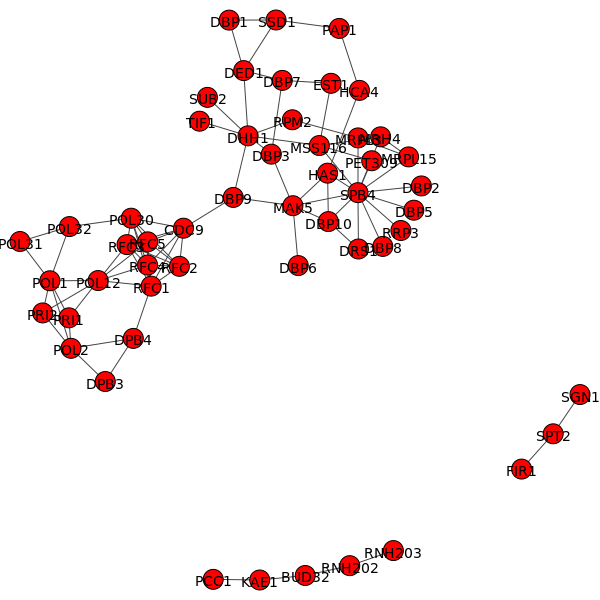 DBP1
SSD1
PAP1
DED1
DBP7
EST1
HCA4
SUB2
TIF1
RPM2
DHH1
MSS116
MRH4
DBP3
PET309
MRPL15
HAS1
SPB4
DBP2
DBP9
MAK5
DBP5
DBP10
RRP3
DRS1
DBP8
DBP6
POL30
POL32
CDC9
POL31
RFC3
RFC5
RFC4
RFC2
POL1
POL12
RFC1
PRI2
PRI1
POL2
DPB4
DPB3
SGN1
SPT2
FIR1
RNH203
RNH202
BUD32
KAE1
PCC1